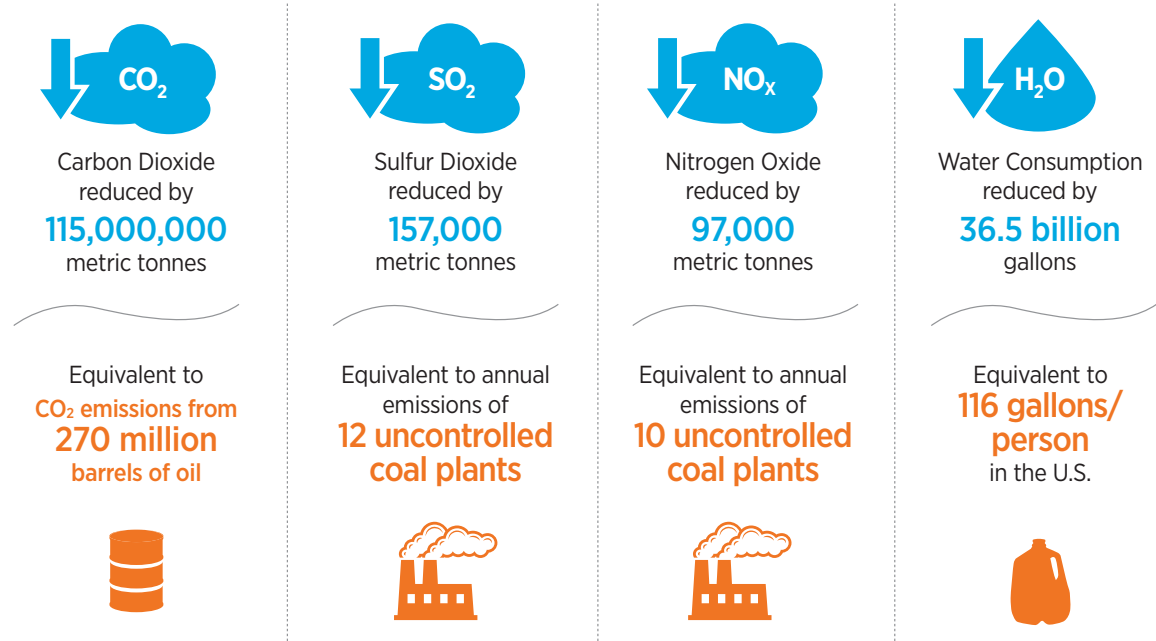 CO₂
Carbon Dioxide
reduced by
115,000,000
metric tonnes
Equivalent to
CO₂ emissions from
270 million
barrels of oil
SO₂
Sulfur Dioxide
reduced by
157,000
metric tonnes
Equivalent to annual
emissions of
12 uncontrolled
coal plants
NOₓ
Nitrogen Oxide
reduced by
97,000
metric tonnes
Equivalent to annual
emissions of
10 uncontrolled
coal plants
H₂O
Water Consumption
reduced by
36.5 billion
gallons
Equivalent to
116 gallons/
person
in the U.S.